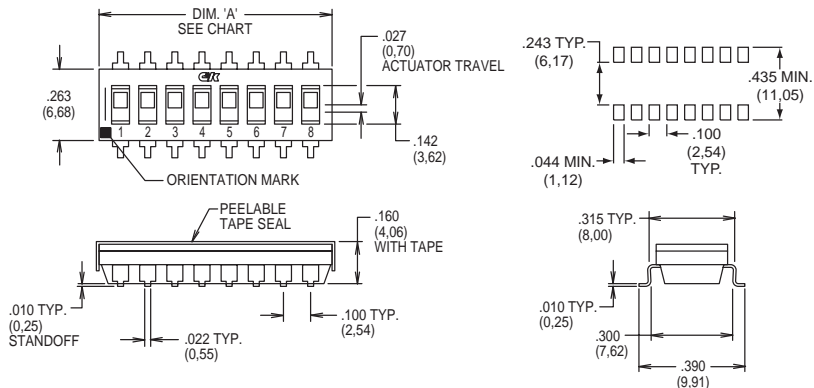 DIM. 'A'
SEE CHART
.027
(0,70)
ACTUATOR TRAVEL
.263
(6,68)
C&K
1 2 3 4 5 6 7 8
.142
(3,62)
ORIENTATION MARK
.243 TYP.
(6,17)
.435 MIN.
(11,05)
.044 MIN.
(1,12)
.100
(2,54)
TYP.
PEELABLE
TAPE SEAL
.160
(4,06)
WITH TAPE
.010 TYP.
(0,25)
STANDOFF
.022 TYP.
(0,55)
.100 TYP.
(2,54)
.315 TYP.
(8,00)
.010 TYP.
(0,25)
.300
(7,62)
.390
(9,91)